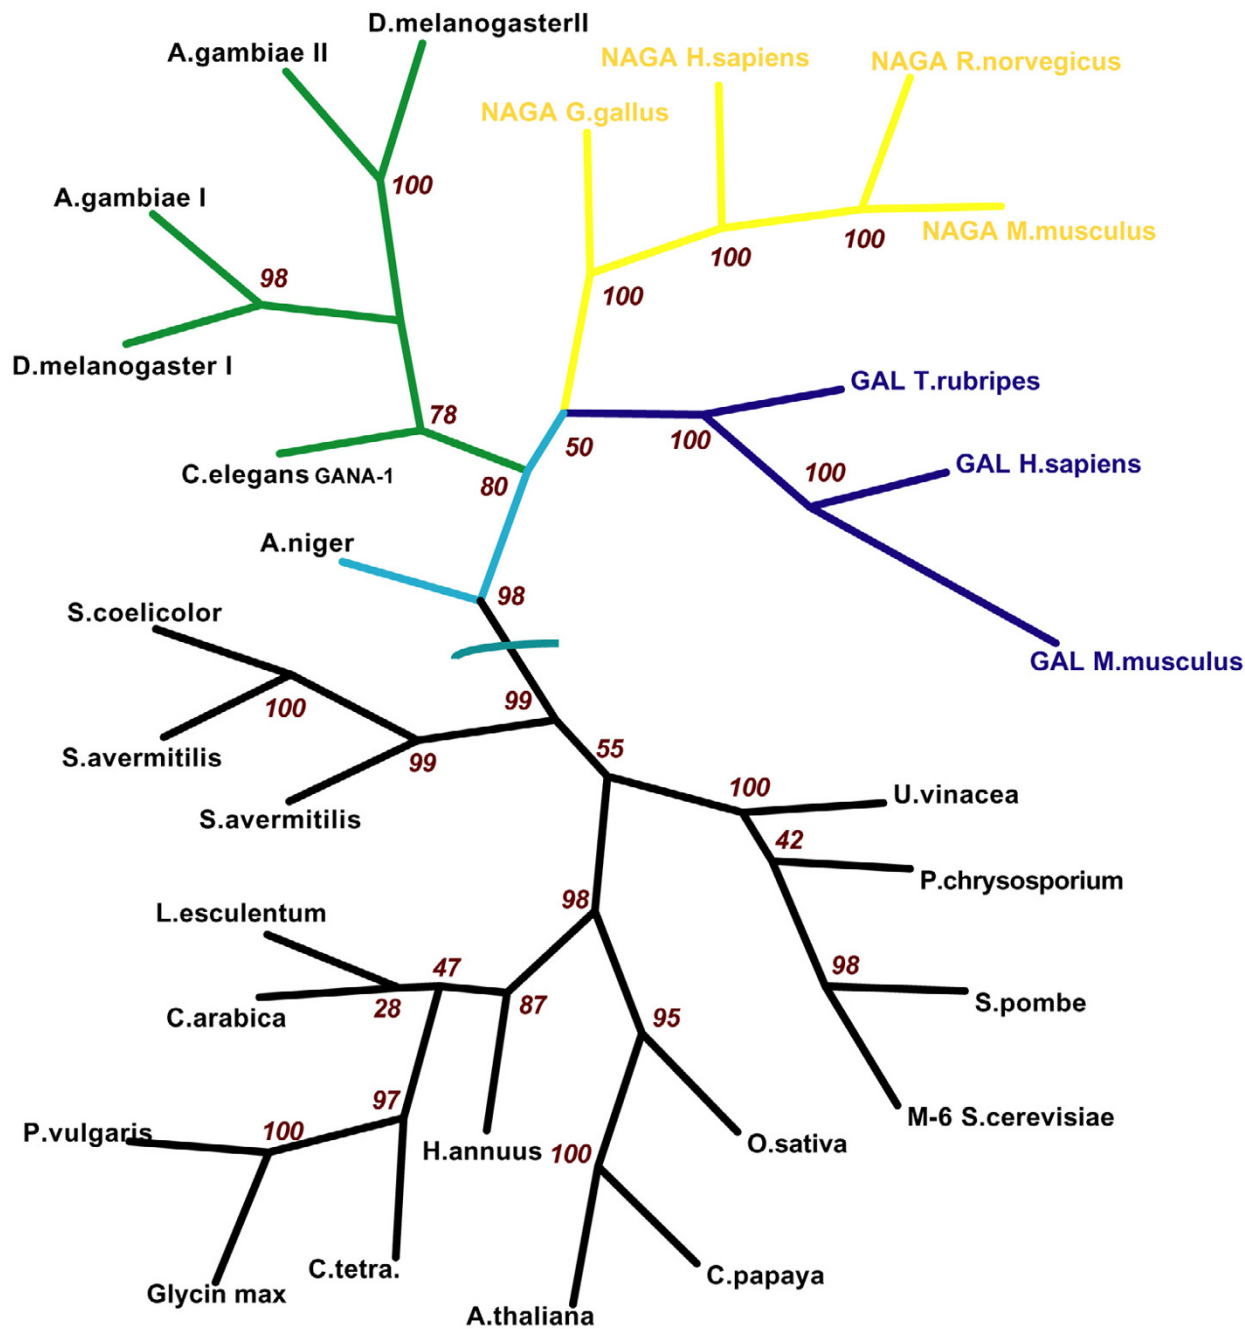 D.melanogasterII
A.gambiae II
NAGA H.sapiens
NAGA R.norvegicus
NAGA G.gallus
100
A.gambiae I
NAGA M.musculus
100
100
98
100
D.melanogaster I
GAL T.rubripes
78
50
100
C.elegans GANA-1
80
GAL H.sapiens
100
A.niger
98
S.coelicolor
GAL M.musculus
99
100
S.avermitilis
55
99
100
U.vinacea
S.avermitilis
42
P.chrysosporium
98
L.esculentum
47
98
28
87
C.arabica
95
S.pombe
97
M-6 S.cerevisiae
P.vulgaris
100
H.annuus
100
O.sativa
C.tetra.
C.papaya
Glycin max
A.thaliana